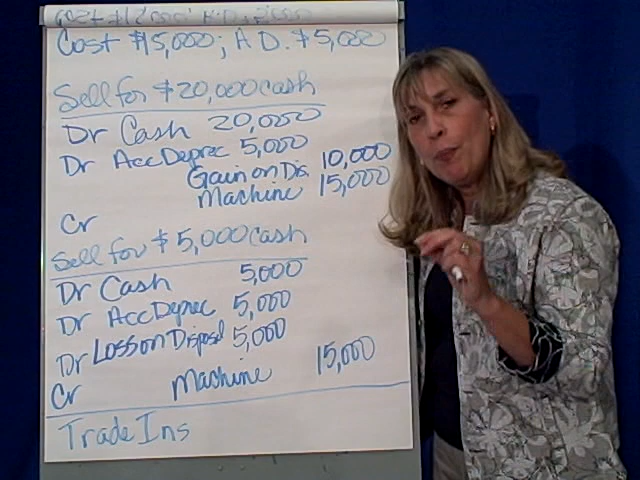 Cost $15,000; A.D. $5,000
Sell for $20,000 cash
Dr Cash 20,000
Dr AccDeprec 5,000
Gain on Dis. 10,000
Machine 15,000
Cr
Sell for $5,000 cash
Dr Cash 5,000
Dr AccDeprec 5,000
Dr Loss on Disposal 5,000
Cr Machine 15,000
Trade Ins